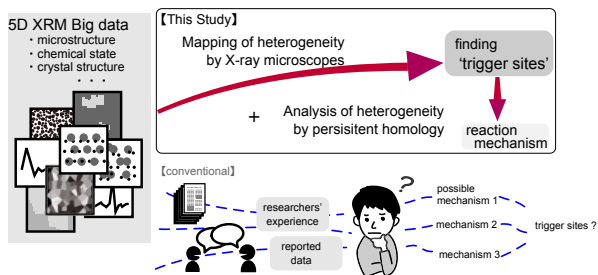 5D XRM Big data
・microstructure
・chemical state
・crystal structure
・・・
【This Study】
Mapping of heterogeneity
by X-ray microscopes
+ Analysis of heterogeneity
by persisitent homology
finding
'trigger sites'
reaction
mechanism
【conventional】
researchers'
experience
reported
data
?
possible
mechanism 1
mechanism 2
mechanism 3
trigger sites ?